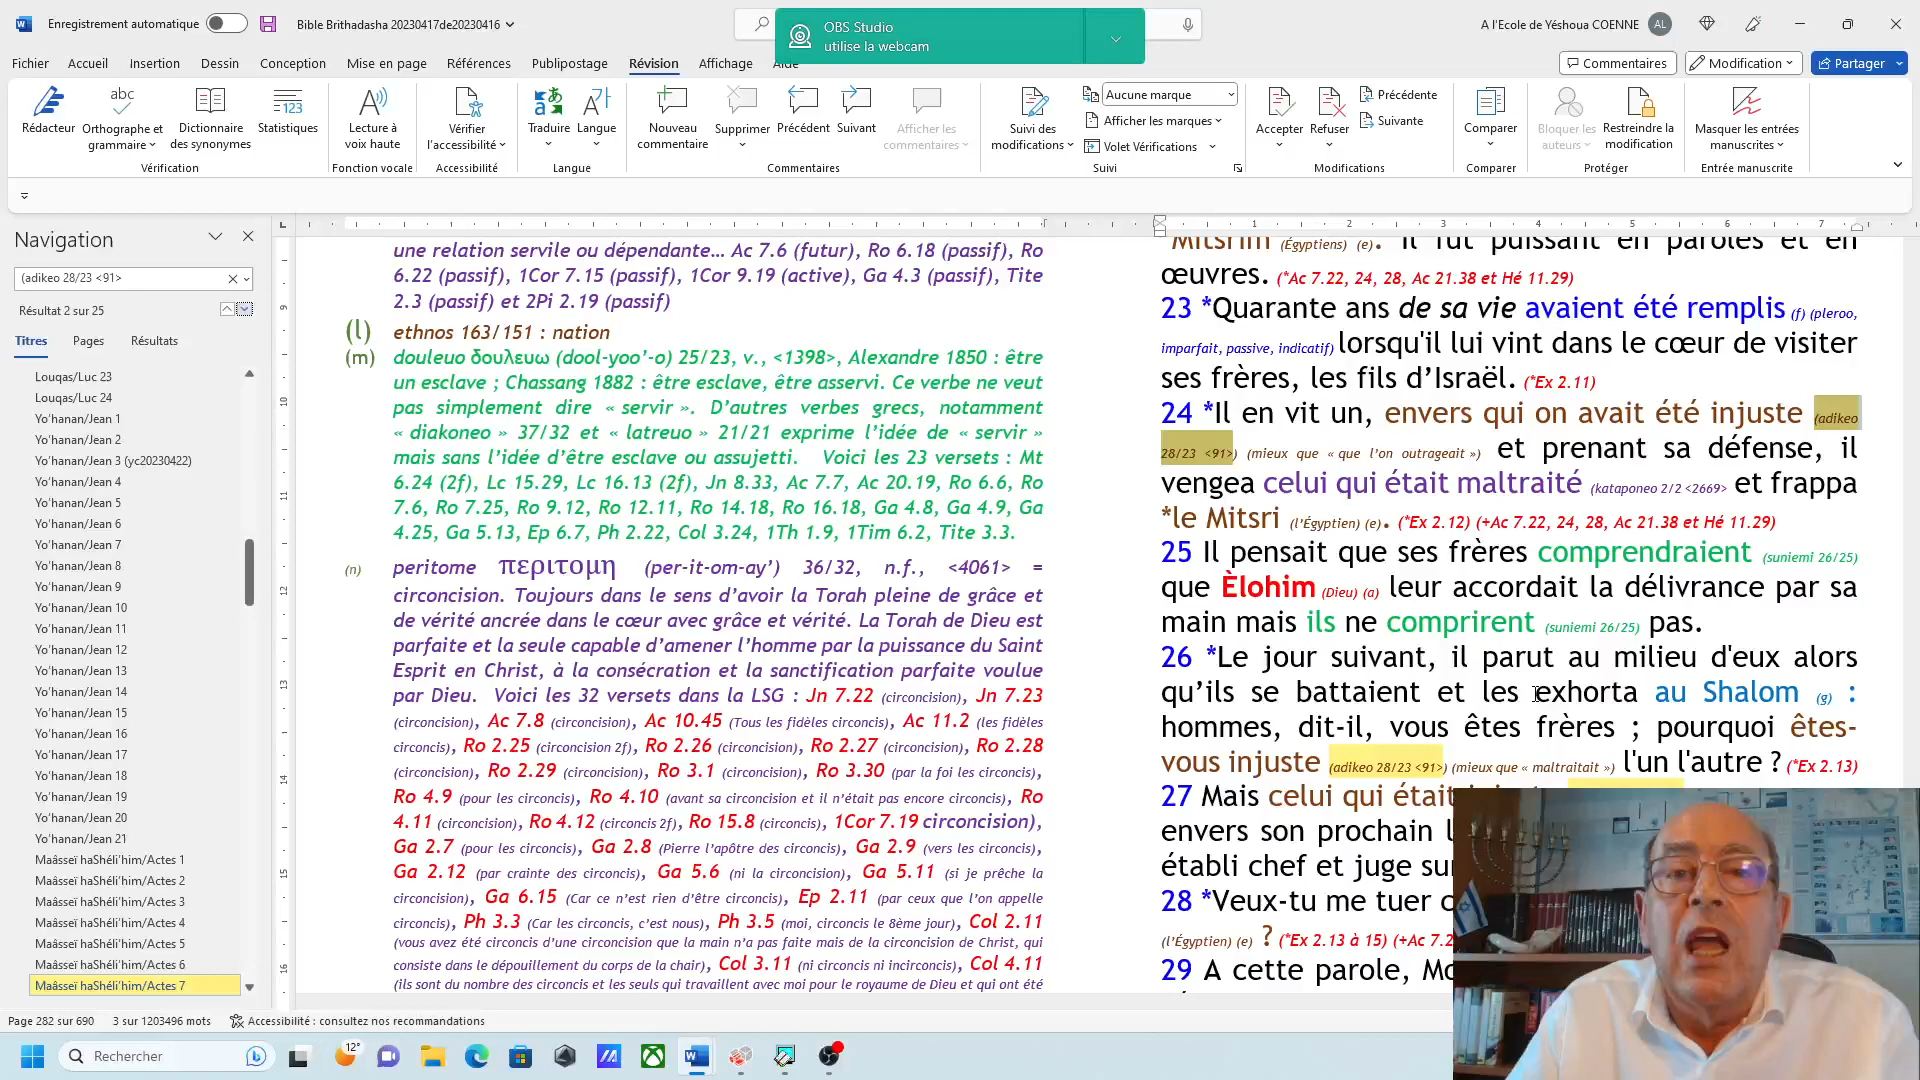 Enregistrement automatique
Bible Brithadasha 20230417de20230416
OBS Studio
utilise la webcam
A l'Ecole de Yéshoua COENNE
AL
Fichier Accueil Insertion Dessin Conception Mise en page Références Publipostage Révision Affichage Aide
Commentaires Modification Partager
Rédacteur
Orthographe et grammaire
Dictionnaire des synonymes
Statistiques
Vérification
Lecture à voix haute
Fonction vocale
Vérifier l'accessibilité
Accessibilité
Traduire
Langue
Langue
Nouveau commentaire
Supprimer
Précédent
Suivant
Afficher les commentaires
Commentaires
Suivi des modifications
Aucune marque
Afficher les marques
Volet Vérifications
Suivi
Accepter
Refuser
Précédente
Suivante
Modifications
Comparer
Comparer
Bloquer les auteurs
Restreindre la modification
Protéger
Masquer les entrées manuscrites
Entrée manuscrite
Navigation
(adikeo 28/23 <91>
Résultat 2 sur 25
Titres Pages Résultats
Louqas/Luc 23
Louqas/Luc 24
Yo'hanan/Jean 1
Yo'hanan/Jean 2
Yo'hanan/Jean 3 (yc20230422)
Yo'hanan/Jean 4
Yo'hanan/Jean 5
Yo'hanan/Jean 6
Yo'hanan/Jean 7
Yo'hanan/Jean 8
Yo'hanan/Jean 9
Yo'hanan/Jean 10
Yo'hanan/Jean 11
Yo'hanan/Jean 12
Yo'hanan/Jean 13
Yo'hanan/Jean 14
Yo'hanan/Jean 15
Yo'hanan/Jean 16
Yo'hanan/Jean 17
Yo'hanan/Jean 18
Yo'hanan/Jean 19
Yo'hanan/Jean 20
Yo'hanan/Jean 21
Maâsseï haShéli'him/Actes 1
Maâsseï haShéli'him/Actes 2
Maâsseï haShéli'him/Actes 3
Maâsseï haShéli'him/Actes 4
Maâsseï haShéli'him/Actes 5
Maâsseï haShéli'him/Actes 6
Maâsseï haShéli'him/Actes 7
une relation servile ou dépendante… Ac 7.6 (futur), Ro 6.18 (passif), Ro
6.22 (passif), 1Cor 7.15 (passif), 1Cor 9.19 (active), Ga 4.3 (passif), Tite
2.3 (passif) et 2Pi 2.19 (passif)
(l) ethnos 163/151 : nation
(m) douleuo δουλευω (dool-yoo'-o) 25/23, v., <1398>, Alexandre 1850 : être
un esclave ; Chassang 1882 : être esclave, être asservi. Ce verbe ne veut
pas simplement dire « servir ». D'autres verbes grecs, notamment
« diakoneo » 37/32 et « latreuo » 21/21 exprime l'idée de « servir »
mais sans l'idée d'être esclave ou assujetti. Voici les 23 versets : Mt
6.24 (2f), Lc 15.29, Lc 16.13 (2f), Jn 8.33, Ac 7.7, Ac 20.19, Ro 6.6, Ro
7.6, Ro 7.25, Ro 9.12, Ro 12.11, Ro 14.18, Ro 16.18, Ga 4.8, Ga 4.9, Ga
4.25, Ga 5.13, Ep 6.7, Ph 2.22, Col 3.24, 1Th 1.9, 1Tim 6.2, Tite 3.3.
(n) peritome περιτομη (per-it-om-ay') 36/32, n.f., <4061> =
circoncision. Toujours dans le sens d'avoir la Torah pleine de grâce et
de vérité ancrée dans le cœur avec grâce et vérité. La Torah de Dieu est
parfaite et la seule capable d'amener l'homme par la puissance du Saint
Esprit en Christ, à la consécration et la sanctification parfaite voulue
par Dieu. Voici les 32 versets dans la LSG : Jn 7.22 (circoncision), Jn 7.23
(circoncision), Ac 7.8 (circoncision), Ac 10.45 (Tous les fidèles circoncis), Ac 11.2 (les fidèles
circoncis), Ro 2.25 (circoncision 2f), Ro 2.26 (circoncision), Ro 2.27 (circoncision), Ro 2.28
(circoncision), Ro 2.29 (circoncision), Ro 3.1 (circoncision), Ro 3.30 (par la foi les circoncis),
Ro 4.9 (pour les circoncis), Ro 4.10 (avant sa circoncision et il n'était pas encore circoncis), Ro
4.11 (circoncision), Ro 4.12 (circoncis 2f), Ro 15.8 (circoncis), 1Cor 7.19 circoncision),
Ga 2.7 (pour les circoncis), Ga 2.8 (Pierre l'apôtre des circoncis), Ga 2.9 (vers les circoncis),
Ga 2.12 (par crainte des circoncis), Ga 5.6 (ni la circoncision), Ga 5.11 (si je prêche la
circoncision), Ga 6.15 (Car ce n'est rien d'être circoncis), Ep 2.11 (par ceux que l'on appelle
circoncis), Ph 3.3 (Car les circoncis, c'est nous), Ph 3.5 (moi, circoncis le 8ème jour), Col 2.11
(vous avez été circoncis d'une circoncision que la main n'a pas faite mais de la circoncision de Christ, qui
consiste dans le dépouillement du corps de la chair), Col 3.11 (ni circoncis ni incirconcis), Col 4.11
(ils sont du nombre des circoncis et les seuls qui travaillent avec moi pour le royaume de Dieu et qui ont été
Mitsrim (Égyptiens) (e). Il fut puissant en paroles et en
œuvres. (*Ac 7.22, 24, 28, Ac 21.38 et Hé 11.29)
23 *Quarante ans de sa vie avaient été remplis (f) (pleroo,
imparfait, passive, indicatif) lorsqu'il lui vint dans le cœur de visiter
ses frères, les fils d'Israël. (*Ex 2.11)
24 *Il en vit un, envers qui on avait été injuste (adikeo
28/23 <91>) (mieux que « que l'on outrageait ») et prenant sa défense, il
vengea celui qui était maltraité (kataponeo 2/2 <2669> et frappa
*le Mitsri (l'Égyptien) (e). (*Ex 2.12) (+Ac 7.22, 24, 28, Ac 21.38 et Hé 11.29)
25 Il pensait que ses frères comprendraient (suniemi 26/25)
que Èlohim (Dieu) (a) leur accordait la délivrance par sa
main mais ils ne comprirent (suniemi 26/25) pas.
26 *Le jour suivant, il parut au milieu d'eux alors
qu'ils se battaient et les exhorta au Shalom (g) :
hommes, dit-il, vous êtes frères ; pourquoi êtes-
vous injuste (adikeo 28/23 <91>) (mieux que « maltraitait ») l'un l'autre ? (*Ex 2.13)
27 Mais celui qui était
envers son prochain
établi chef et juge
28 *Veux-tu me tuer
(l'Égyptien) (e) ? (*Ex 2.13 à 15) (+Ac
29 A cette parole,
Page 282 sur 690 3 sur 1203496 mots Accessibilité : consultez nos recommandations
Rechercher
12°